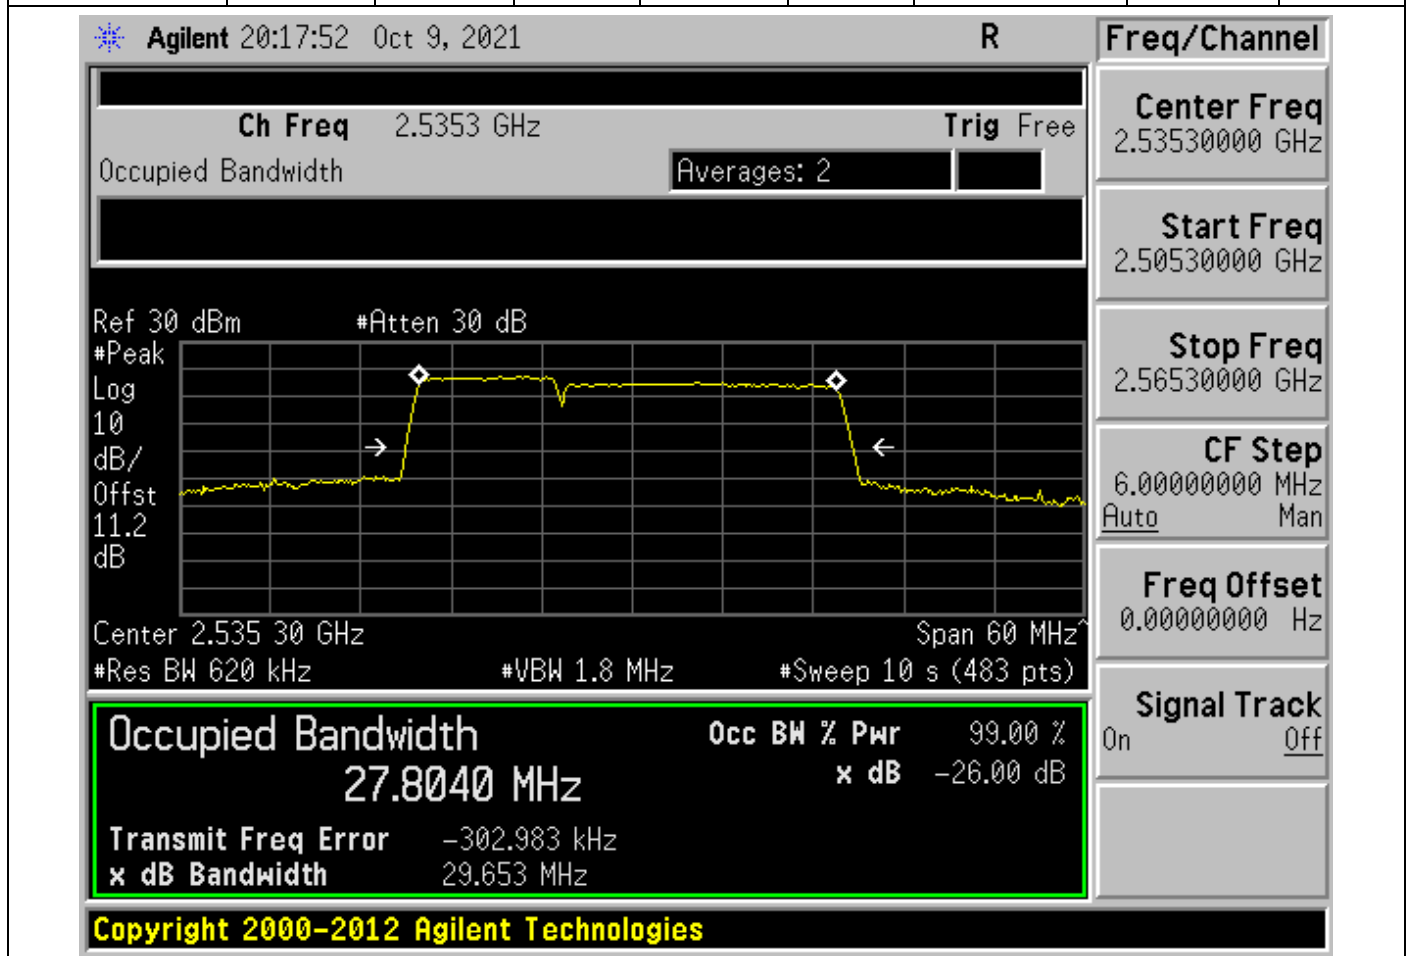 Agilent 20:17:52 Oct 9, 2021 R
Freq/Channel
Ch Freq 2.5353 GHz Trig Free
Occupied Bandwidth Averages: 2
Center Freq
2.53530000 GHz
Start Freq
2.50530000 GHz
Stop Freq
2.56530000 GHz
CF Step
6.00000000 MHz
Auto Man
Freq Offset
0.00000000 Hz
Signal Track
On Off
Ref 30 dBm #Atten 30 dB
#Peak
Log
10
dB/
Offst
11.2
dB
Center 2.535 30 GHz Span 60 MHz^
#Res BW 620 kHz #VBW 1.8 MHz #Sweep 10 s (483 pts)
Occupied Bandwidth Occ BW % Pwr 99.00 %
27.8040 MHz x dB -26.00 dB
Transmit Freq Error -302.983 kHz
x dB Bandwidth 29.653 MHz
Copyright 2000-2012 Agilent Technologies